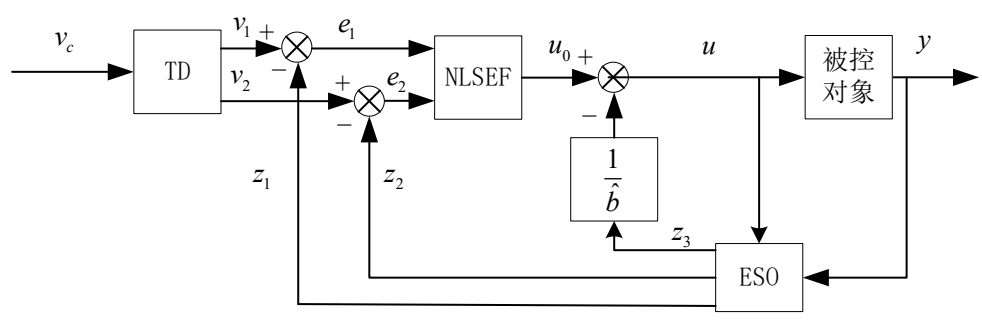 v_c
TD
v_1
+
−
e_1
v_2
+
−
e_2
NLSEF
u_0
+
−
u
被控
对象
y
z_1
z_2
1
b̂
z_3
ESO